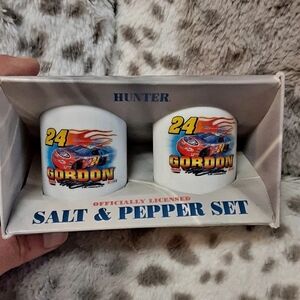 HUNTER
24
GORDON
24
GORDON
OFFICIALLY LICENSED
SALT & PEPPER SET